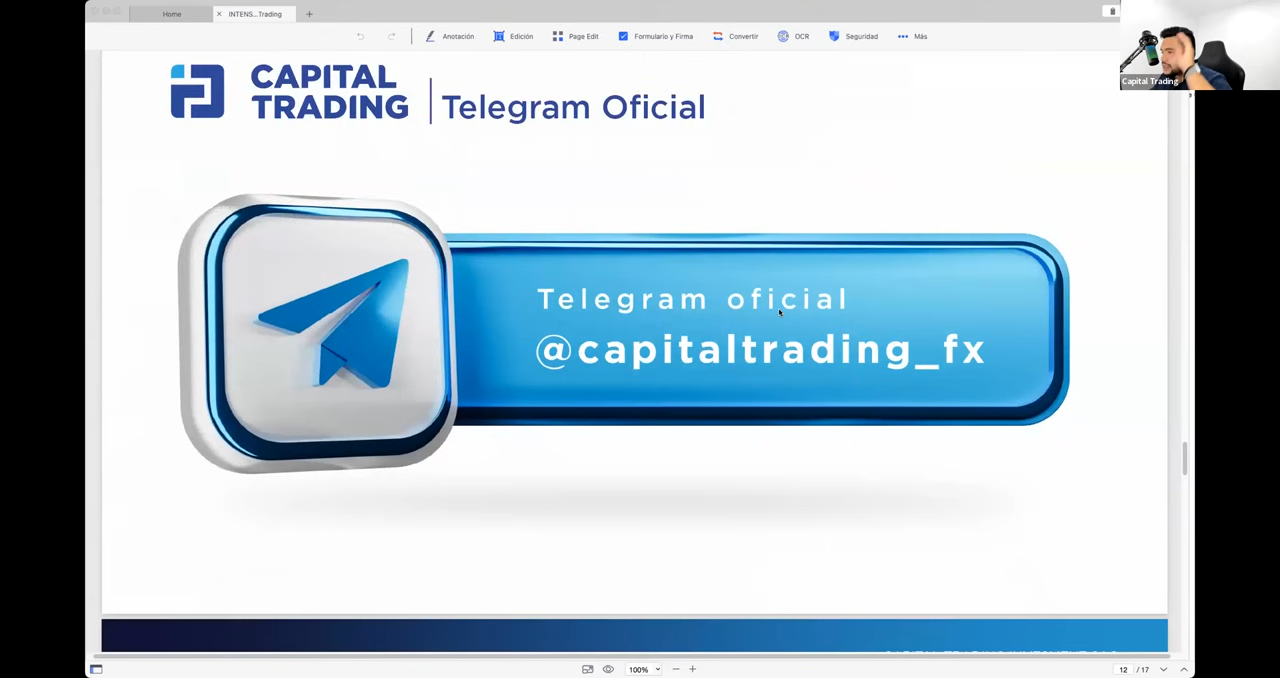 Home
INTENS...Trading
Anotación
Edición
Page Edit
Formulario y Firma
Convertir
OCR
Seguridad
Más
Capital Trading
CAPITAL
TRADING
Telegram Oficial
Telegram oficial
@capitaltrading_fx
100%
12 / 17